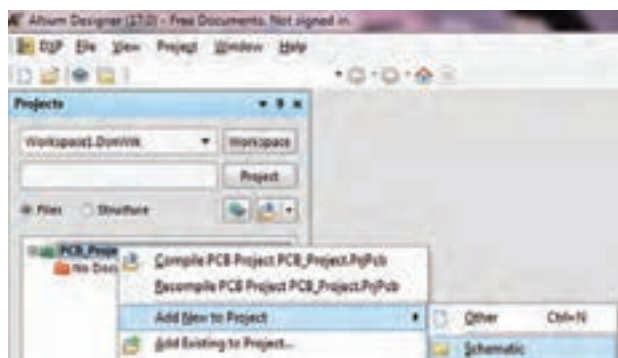 Altium Designer (17.0) - Free Documents. Not signed in.
DXP File View Project Window Help
Projects
Workspace1.DsnWrk Workspace
Project
Files Structure
PCB_Proje
No Doc
Compile PCB Project PCB_Project.PrjPcb
Recompile PCB Project PCB_Project.PrjPcb
Add New to Project Other Ctrl+N
Add Existing to Project... Schematic